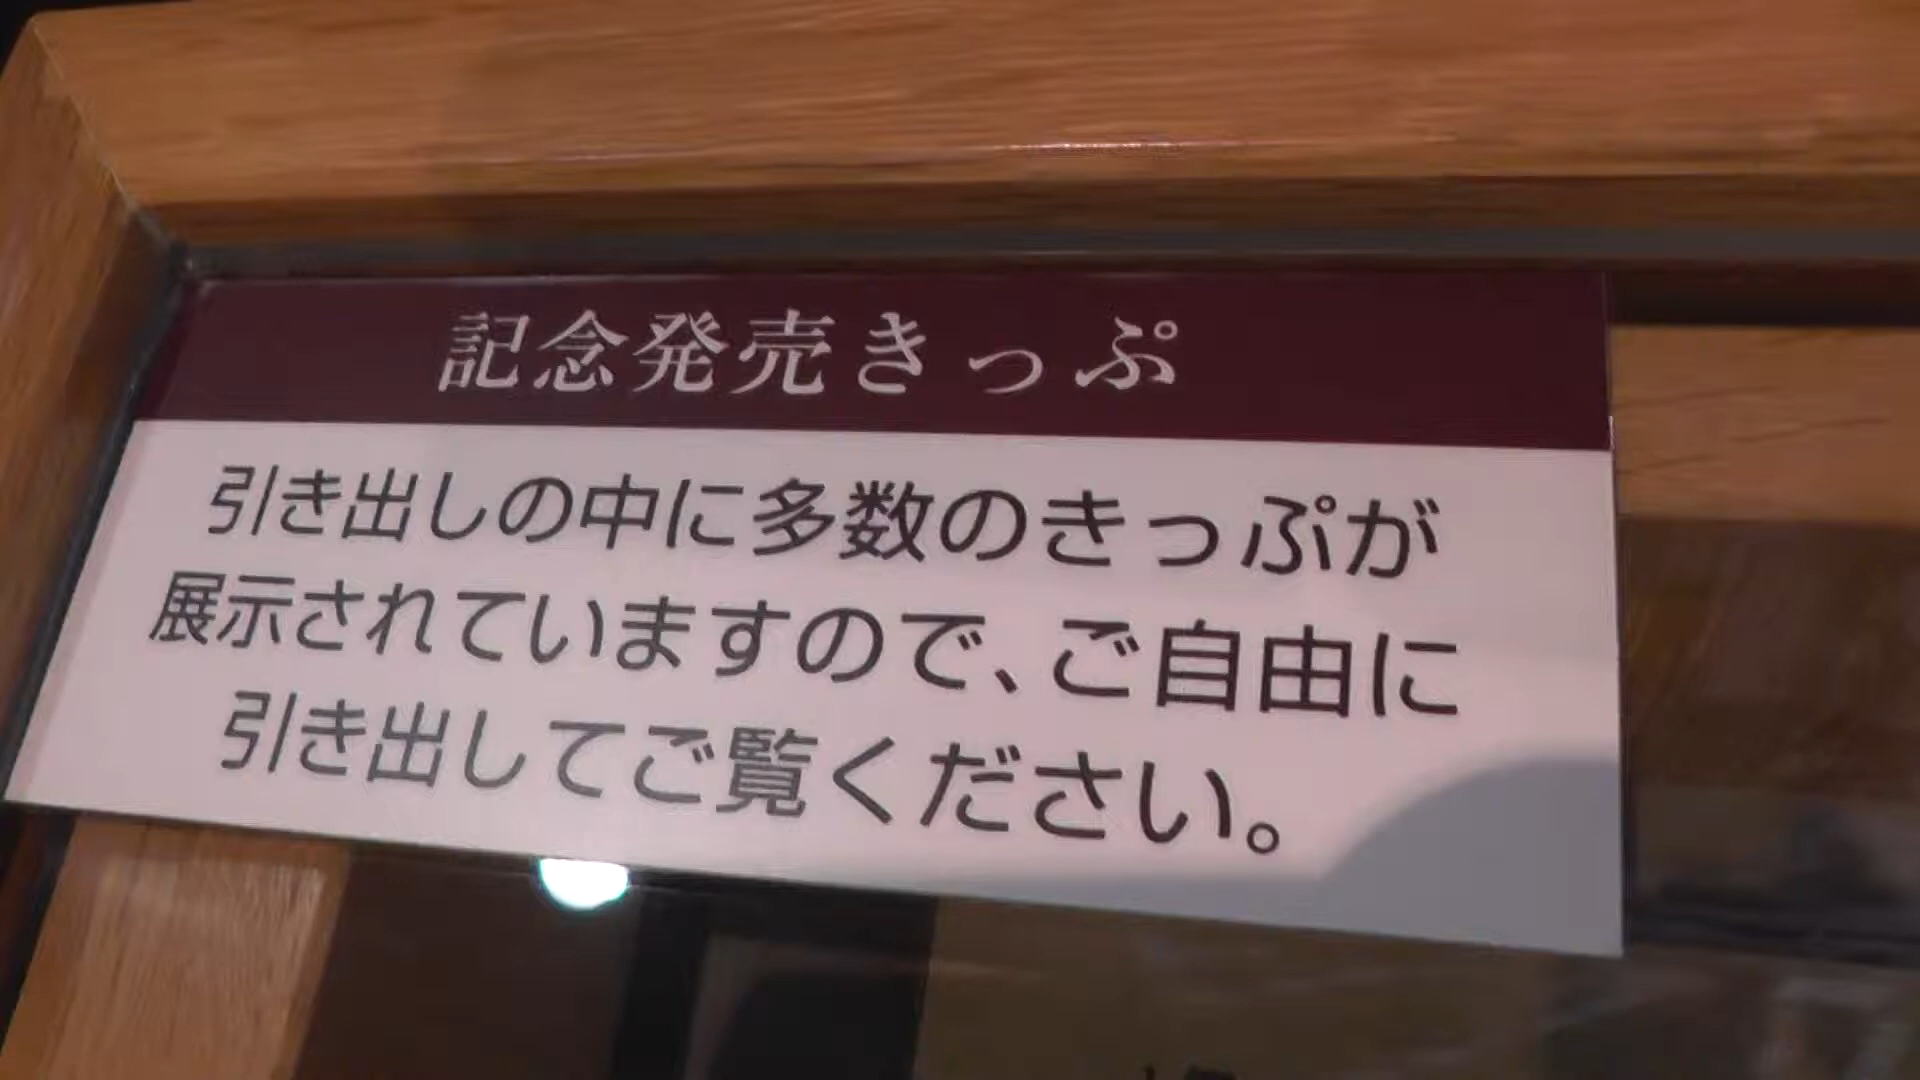 記念発売きっぷ
引き出しの中に多数のきっぷが
展示されていますので、ご自由に
引き出してご覧ください。